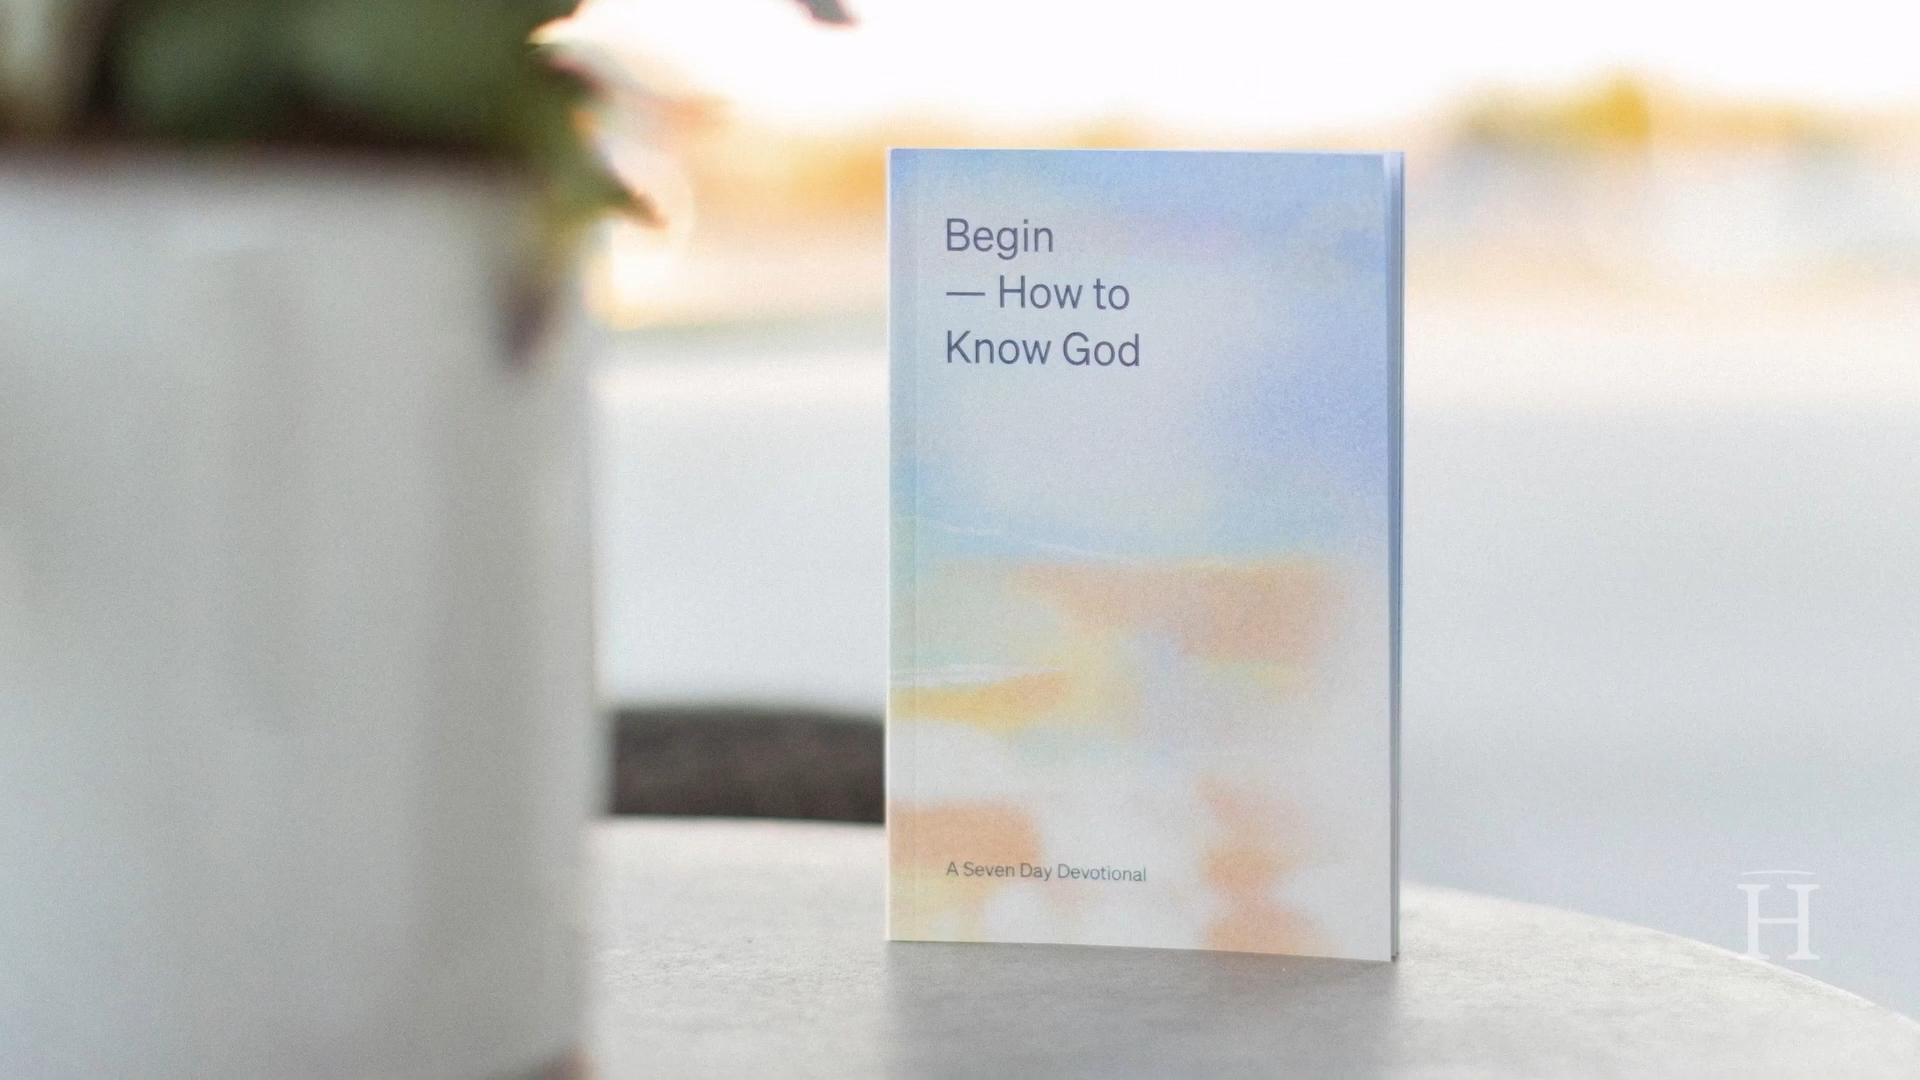 Begin
— How to
Know God
A Seven Day Devotional
H